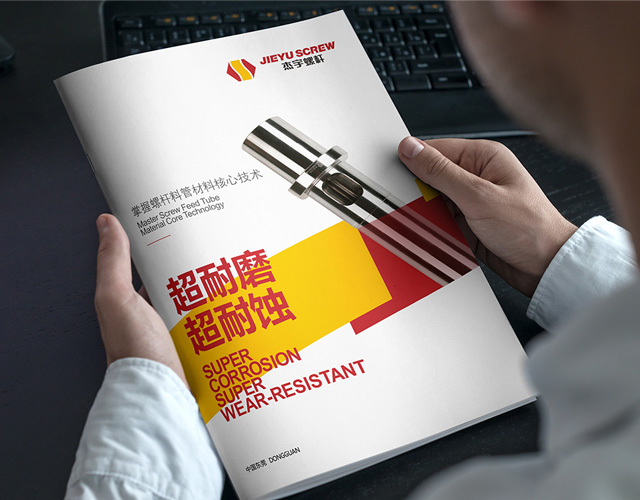 JIEYU SCREW
杰宇螺杆
掌握螺杆料管材料核心技术
Master Screw Feed Tube
Material Core Technology
超耐磨
超耐蚀
SUPER
CORROSION
SUPER
WEAR-RESISTANT
中国东莞 DONGGUAN